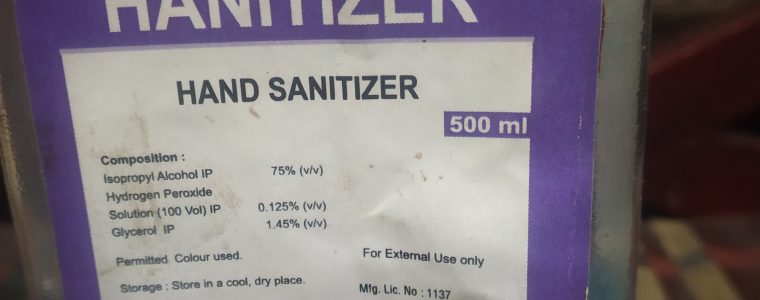 HANITIZER
HAND SANITIZER
500 ml
Composition :
Isopropyl Alcohol IP 75% (v/v)
Hydrogen Peroxide
Solution (100 Vol) IP 0.125% (v/v)
Glycerol IP 1.45% (v/v)
Permitted Colour used. For External Use only
Storage : Store in a cool, dry place. Mfg. Lic. No : 1137